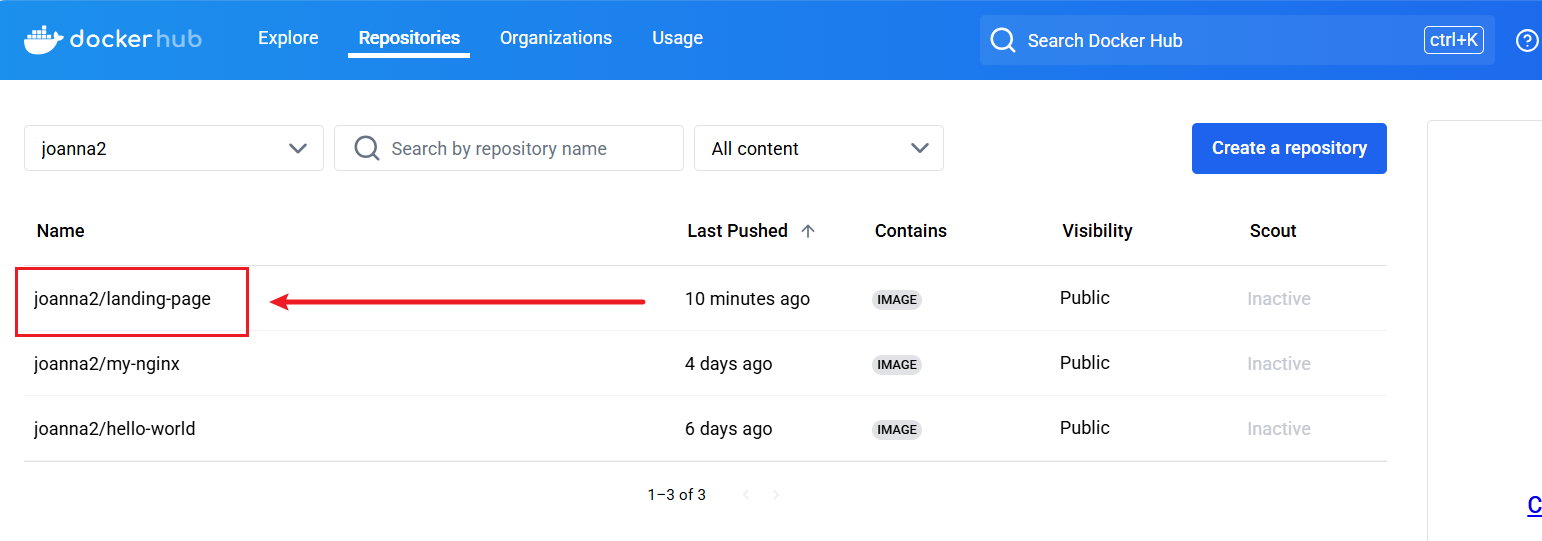 docker hub Explore Repositories Organizations Usage Search Docker Hub ctrl+K ?
joanna2 Search by repository name All content Create a repository
Name Last Pushed ↑ Contains Visibility Scout
joanna2/landing-page 10 minutes ago IMAGE Public Inactive
joanna2/my-nginx 4 days ago IMAGE Public Inactive
joanna2/hello-world 6 days ago IMAGE Public Inactive
1–3 of 3
C